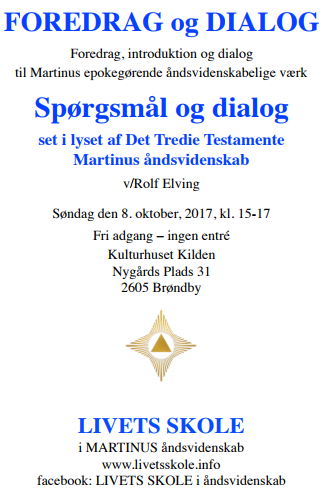 FOREDRAG og DIALOG
Foredrag, introduktion og dialog
til Martinus epokegørende åndsvidenskabelige værk
Spørgsmål og dialog
set i lyset af Det Tredie Testamente
Martinus åndsvidenskab
v/Rolf Elving
Søndag den 8. oktober, 2017, kl. 15-17
Fri adgang – ingen entré
Kulturhuset Kilden
Nygårds Plads 31
2605 Brøndby
LIVETS SKOLE
i MARTINUS åndsvidenskab
www.livetsskole.info
facebook: LIVETS SKOLE i åndsvidenskab